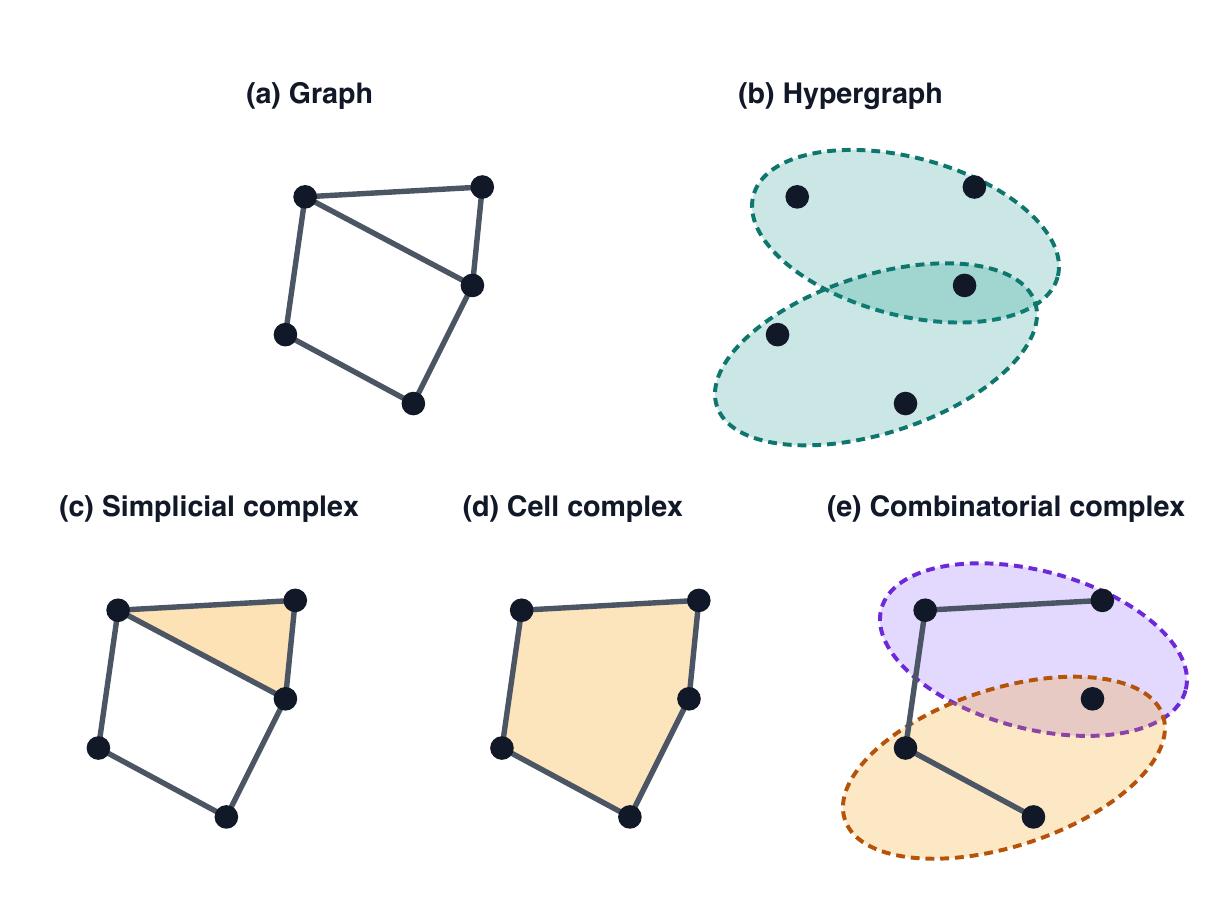 (a) Graph
(b) Hypergraph
(c) Simplicial complex
(d) Cell complex
(e) Combinatorial complex